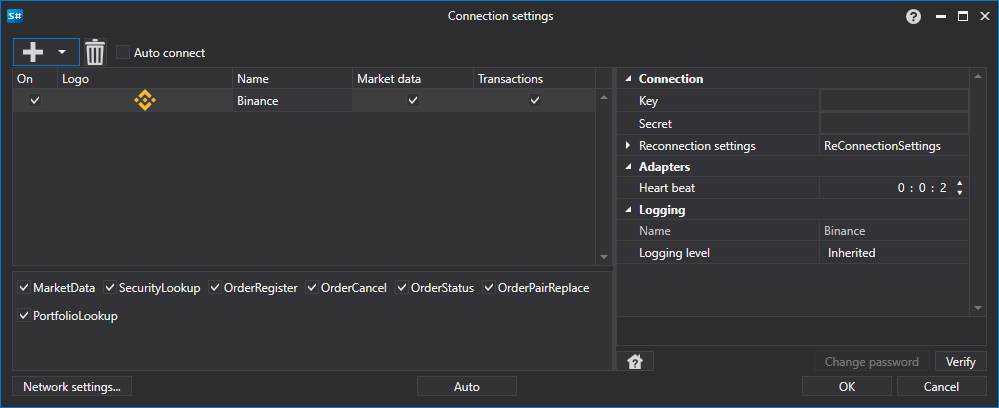 S#
Connection settings
Auto connect
On Logo Name Market data Transactions
Binance
Connection
Key
Secret
Reconnection settings ReConnectionSettings
Adapters
Heart beat 0 : 0 : 2
Logging
Name Binance
Logging level Inherited
MarketData SecurityLookup OrderRegister OrderCancel OrderStatus OrderPairReplace
PortfolioLookup
Change password Verify
Network settings... Auto OK Cancel